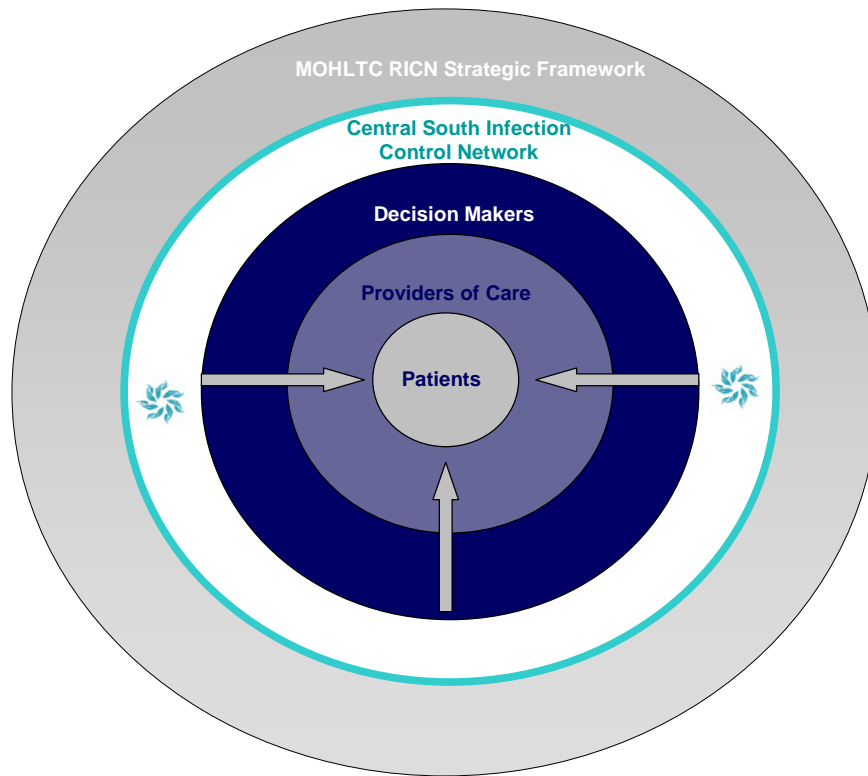 MOHLTC RICN Strategic Framework
Central South Infection
Control Network
Decision Makers
Providers of Care
Patients